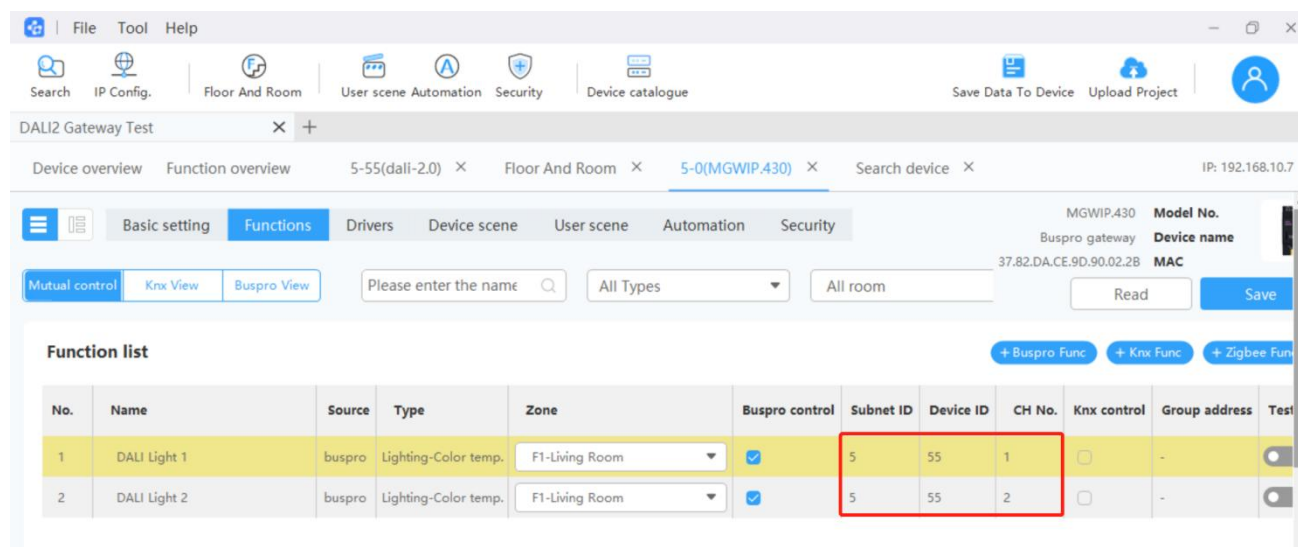 File Tool Help
Search IP Config. Floor And Room User scene Automation Security Device catalogue Save Data To Device Upload Project
DALI2 Gateway Test
Device overview Function overview 5-55(dali-2.0) Floor And Room 5-0(MGWIP.430) Search device IP: 192.168.10.7
Basic setting Functions Drivers Device scene User scene Automation Security
MGWIP.430 Model No.
Buspro gateway Device name
37.82.DA.CE.9D.90.02.2B MAC
Mutual control Knx View Buspro View Please enter the name All Types All room Read Save
Function list + Buspro Func + Knx Func + Zigbee Fun
No. Name Source Type Zone Buspro control Subnet ID Device ID CH No. Knx control Group address Test
1 DALI Light 1 buspro Lighting-Color temp. F1-Living Room 5 55 1 -
2 DALI Light 2 buspro Lighting-Color temp. F1-Living Room 5 55 2 -